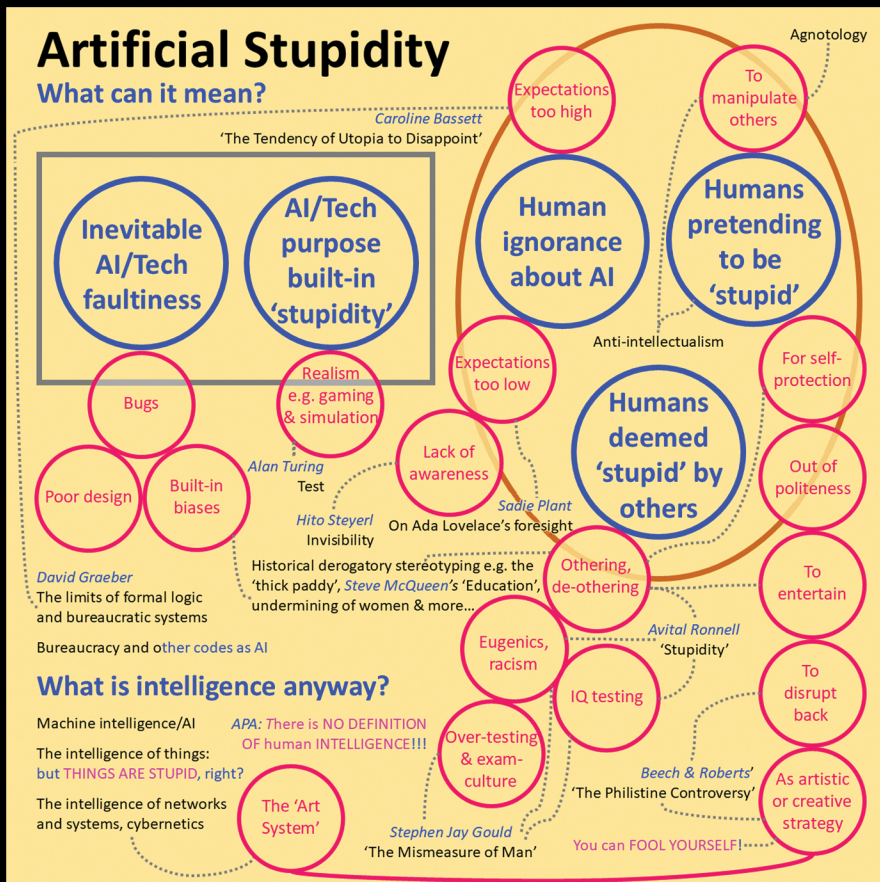 Artificial Stupidity
What can it mean?
Agnotology
Expectations
too high
To
manipulate
others
Caroline Bassett
‘The Tendency of Utopia to Disappoint’
Inevitable
AI/Tech
faultiness
AI/Tech
purpose
built-in
‘stupidity’
Human
ignorance
about AI
Humans
pretending
to be
‘stupid’
Anti-intellectualism
Bugs
Realism
e.g. gaming
& simulation
Expectations
too low
Humans
deemed
‘stupid’ by
others
For self-
protection
Poor design
Built-in
biases
Alan Turing
Test
Lack of
awareness
Out of
politeness
Hito Steyerl
Invisibility
Sadie Plant
On Ada Lovelace’s foresight
Historical derogatory stereotyping e.g. the
‘thick paddy’, Steve McQueen’s ‘Education’,
undermining of women & more...
Othering,
de-othering
To
entertain
David Graeber
The limits of formal logic
and bureaucratic systems
Bureaucracy and other codes as AI
Eugenics,
racism
Avital Ronnell
‘Stupidity’
IQ testing
To
disrupt
back
What is intelligence anyway?
Machine intelligence/AI
The intelligence of things:
but THINGS ARE STUPID, right?
The intelligence of networks
and systems, cybernetics
APA: There is NO DEFINITION
OF human INTELLIGENCE!!!
The ‘Art
System’
Over-testing
& exam-
culture
Stephen Jay Gould
‘The Mismeasure of Man’
Beech & Roberts’
‘The Philistine Controversy’
As artistic
or creative
strategy
You can FOOL YOURSELF!